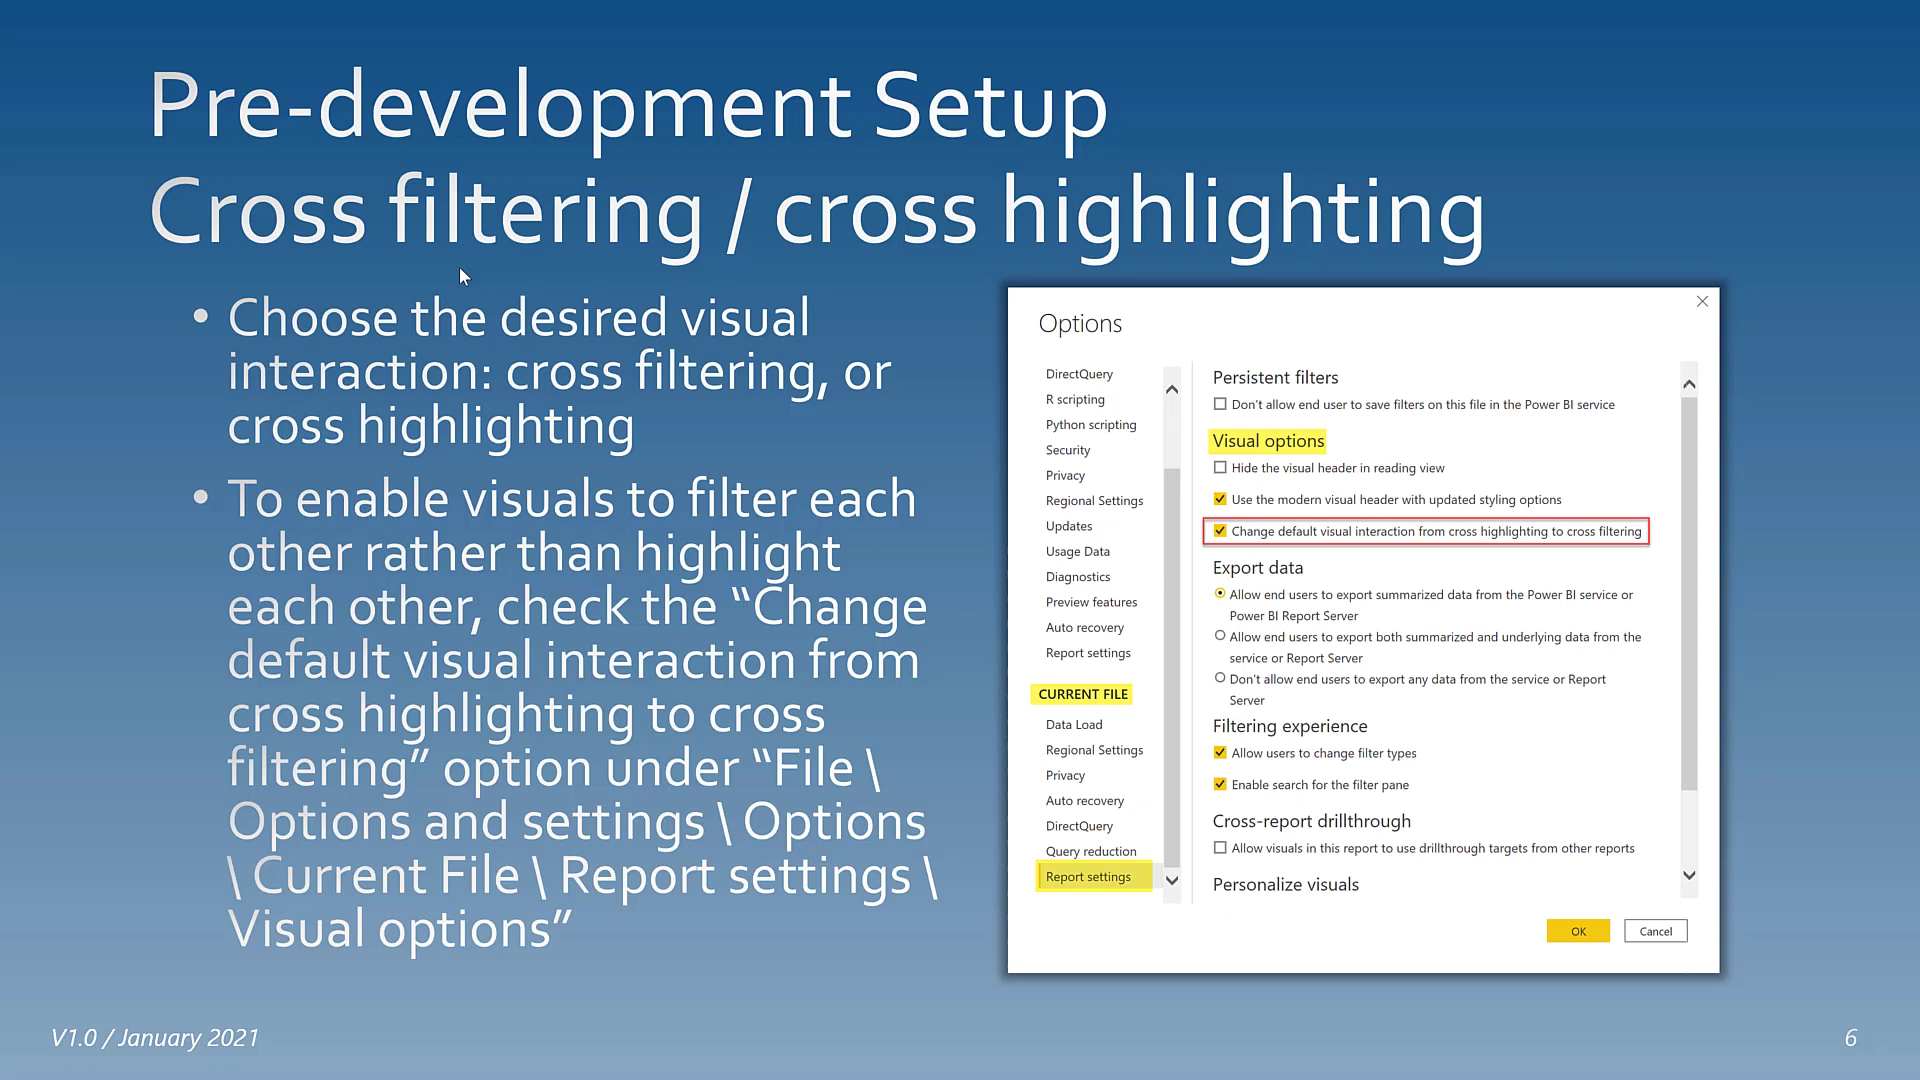 Pre-development Setup
Cross filtering / cross highlighting
• Choose the desired visual
interaction: cross filtering, or
cross highlighting
• To enable visuals to filter each
other rather than highlight
each other, check the “Change
default visual interaction from
cross highlighting to cross
filtering” option under “File \
Options and settings \ Options
\ Current File \ Report settings \
Visual options”
Options
DirectQuery
R scripting
Python scripting
Security
Privacy
Regional Settings
Updates
Usage Data
Diagnostics
Preview features
Auto recovery
Report settings
CURRENT FILE
Data Load
Regional Settings
Privacy
Auto recovery
DirectQuery
Query reduction
Report settings
Persistent filters
Don't allow end user to save filters on this file in the Power BI service
Visual options
Hide the visual header in reading view
Use the modern visual header with updated styling options
Change default visual interaction from cross highlighting to cross filtering
Export data
Allow end users to export summarized data from the Power BI service or
Power BI Report Server
Allow end users to export both summarized and underlying data from the
service or Report Server
Don't allow end users to export any data from the service or Report
Server
Filtering experience
Allow users to change filter types
Enable search for the filter pane
Cross-report drillthrough
Allow visuals in this report to use drillthrough targets from other reports
Personalize visuals
OK
Cancel
V1.0 / January 2021
6